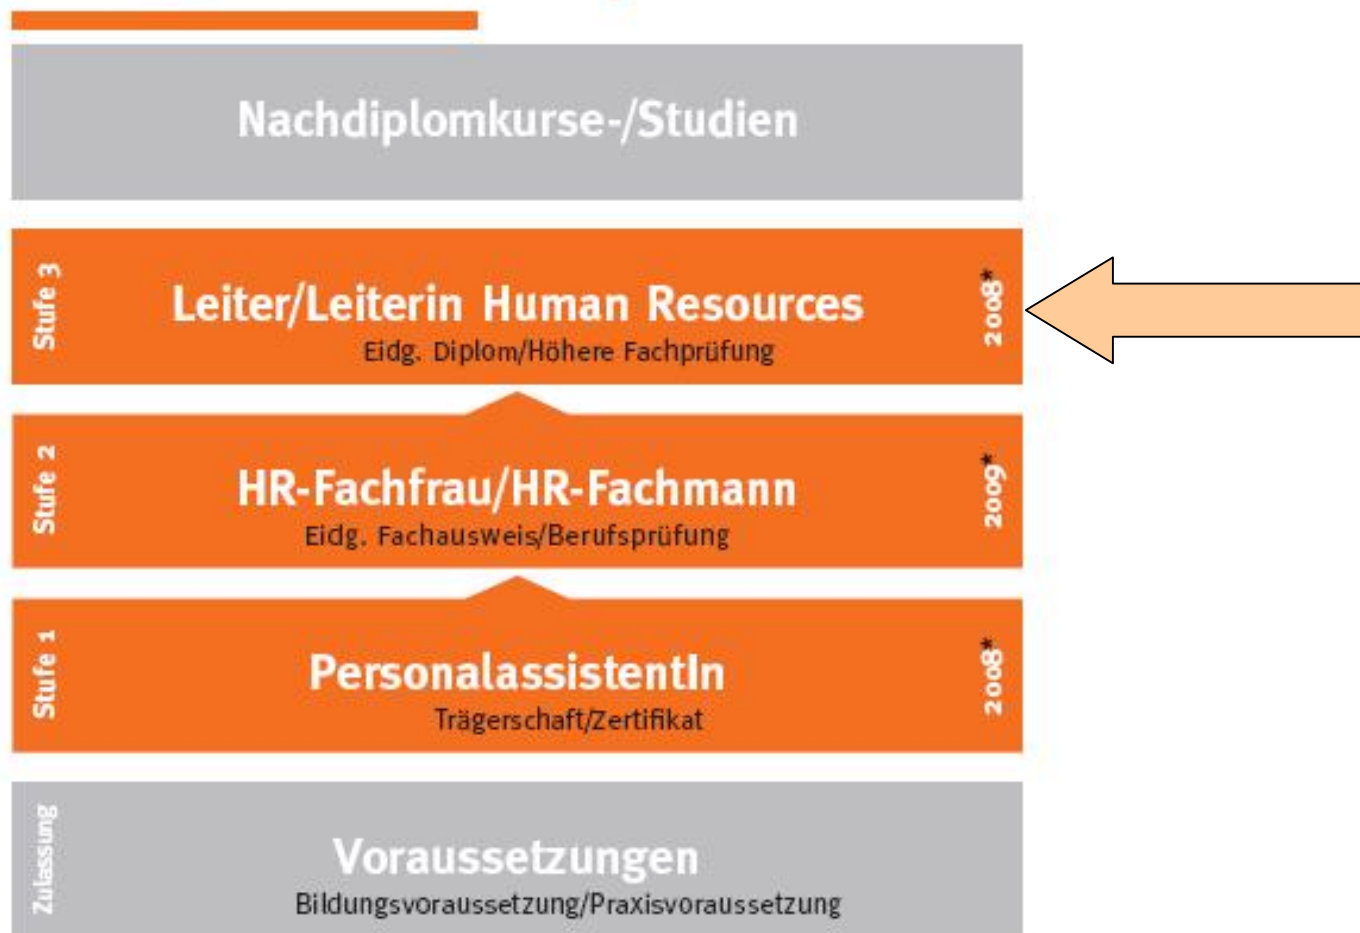 Nachdiplomkurse-/Studien
Stufe 3
Leiter/Leiterin Human Resources
Eidg. Diplom/Höhere Fachprüfung
2008*
Stufe 2
HR-Fachfrau/HR-Fachmann
Eidg. Fachausweis/Berufsprüfung
2009*
Stufe 1
PersonalassistentIn
Trägerschaft/Zertifikat
2008*
Zulassung
Voraussetzungen
Bildungsvoraussetzung/Praxisvoraussetzung